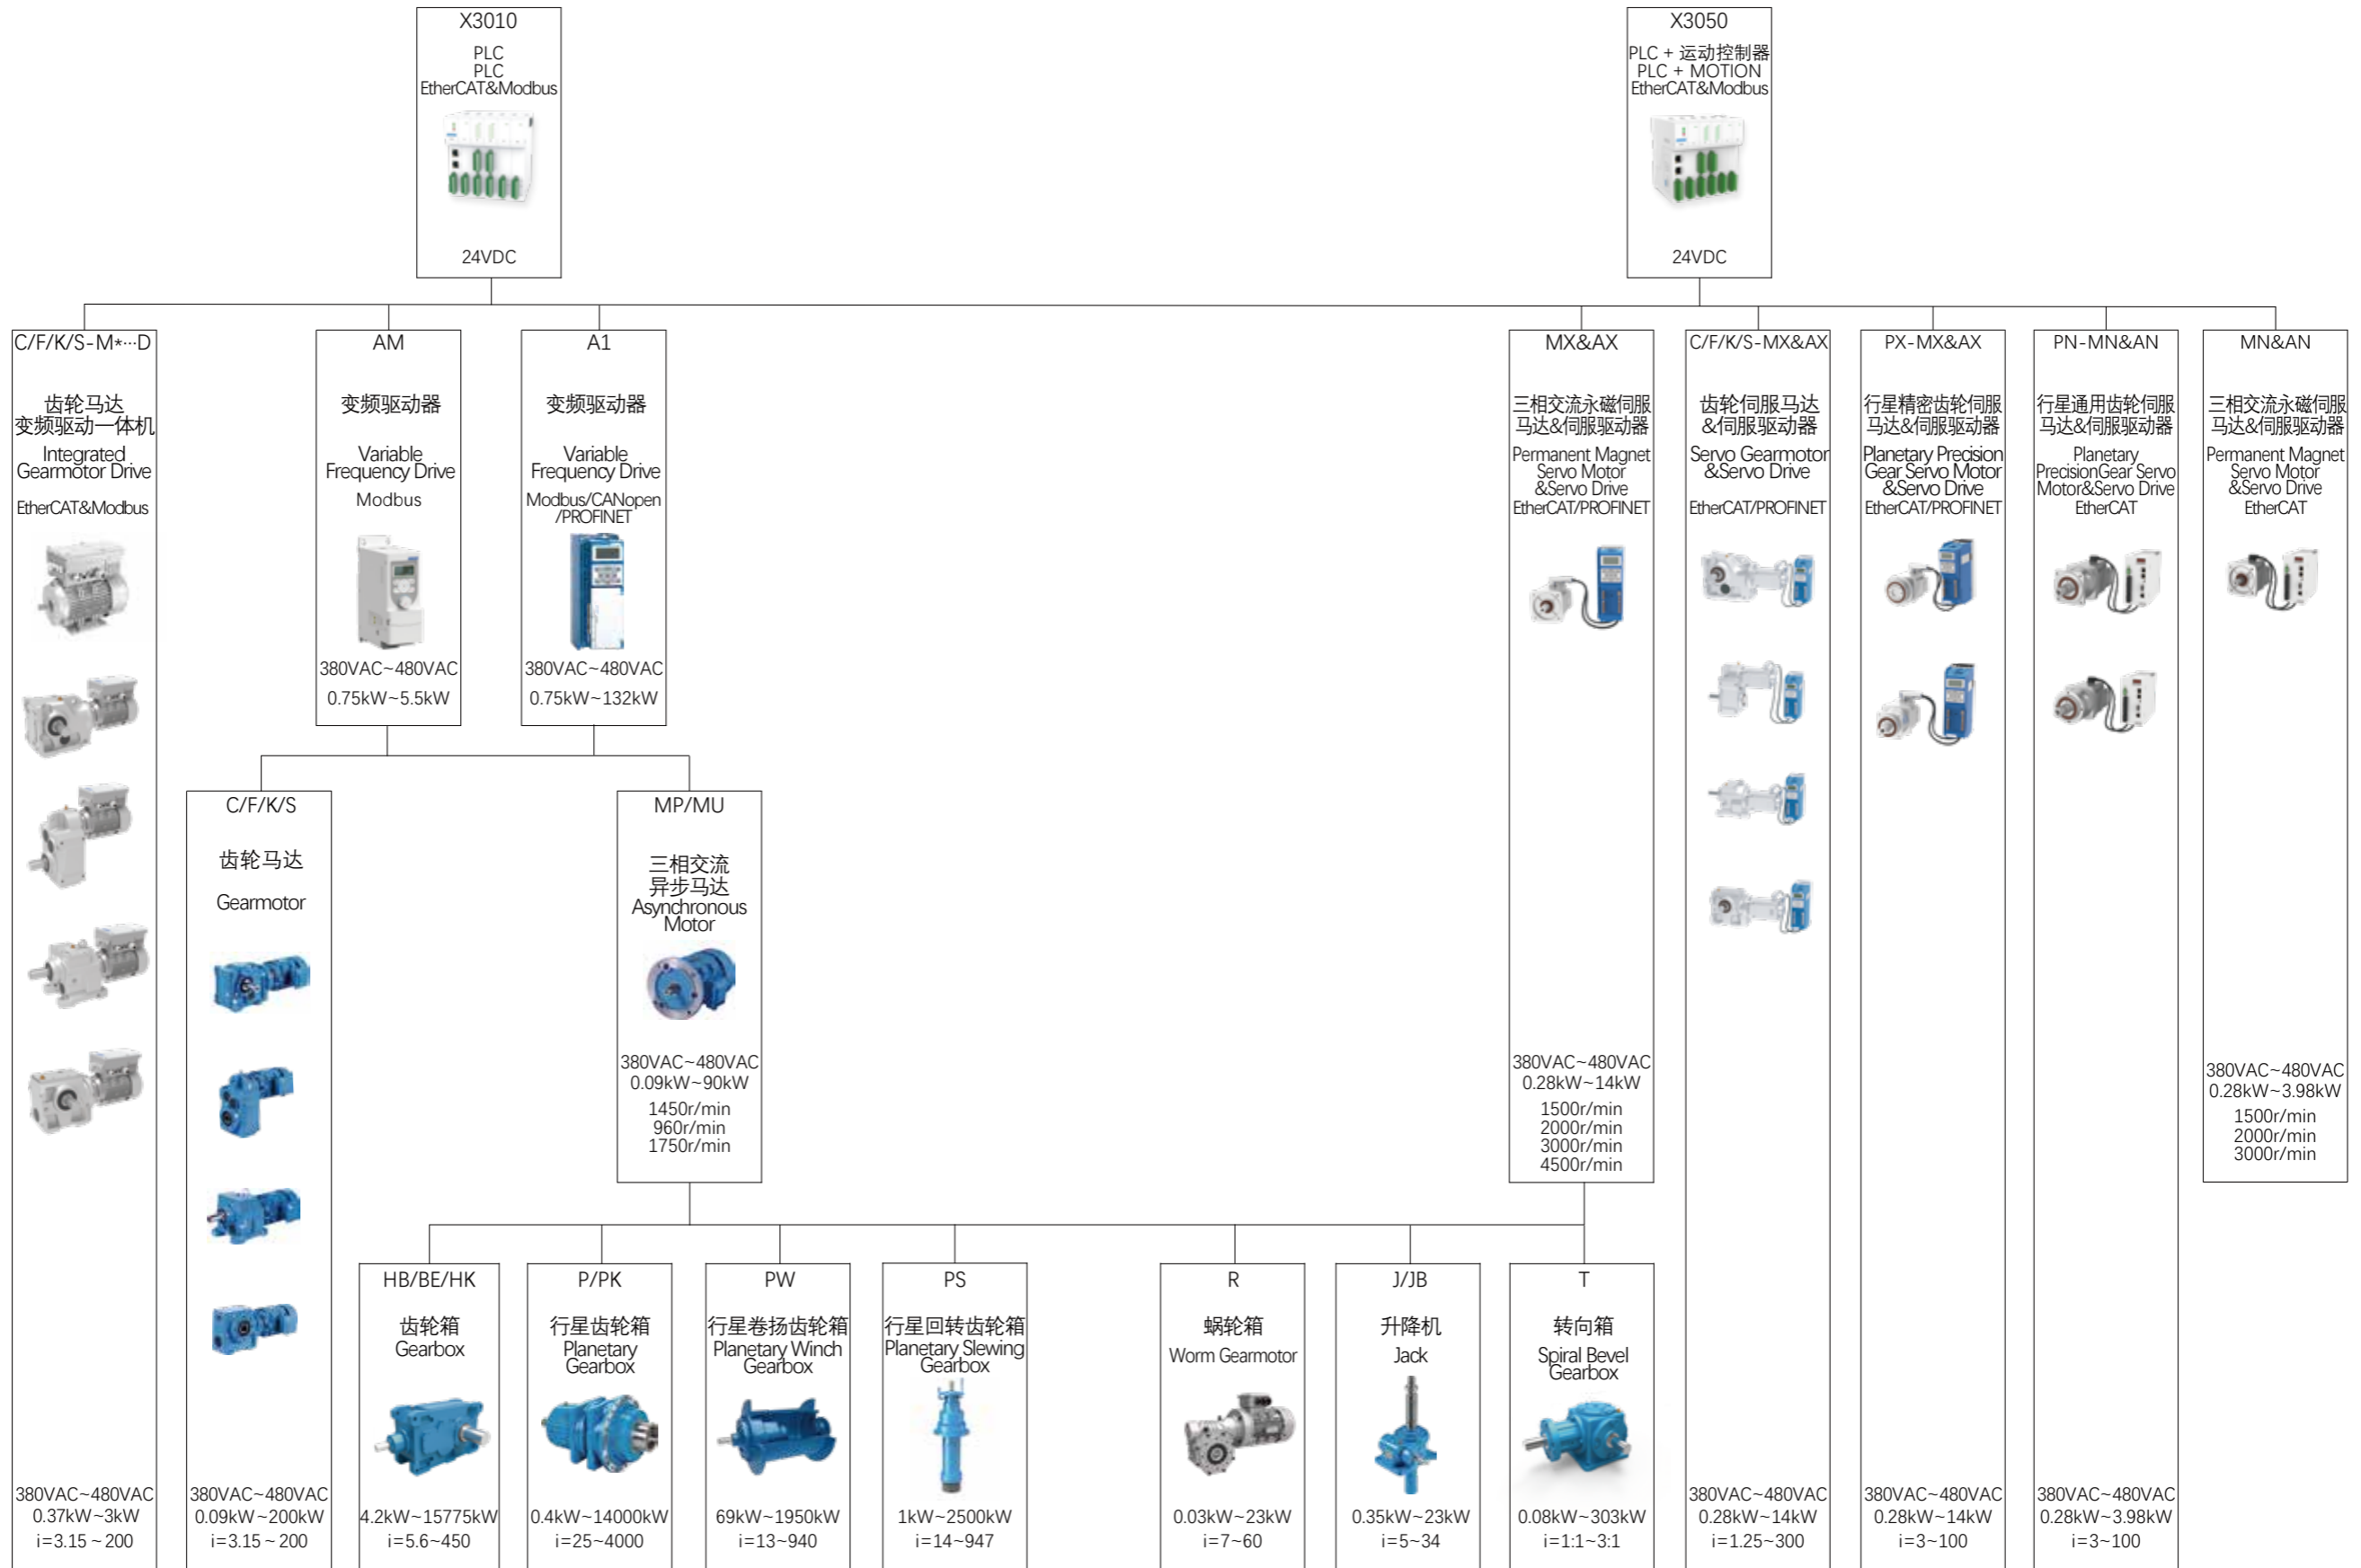 X3010
PLC
PLC
EtherCAT&Modbus
24VDC
X3050
PLC + 运动控制器
PLC + MOTION
EtherCAT&Modbus
24VDC
C/F/K/S-M*···D
齿轮马达
变频驱动一体机
Integrated
Gearmotor Drive
EtherCAT&Modbus
380VAC~480VAC
0.37kW~3kW
i=3.15 ~ 200
AM
变频驱动器
Variable
Frequency Drive
Modbus
380VAC~480VAC
0.75kW~5.5kW
A1
变频驱动器
Variable
Frequency Drive
Modbus/CANopen
/PROFINET
380VAC~480VAC
0.75kW~132kW
MX&AX
三相交流永磁伺服
马达&伺服驱动器
Permanent Magnet
Servo Motor
&Servo Drive
EtherCAT/PROFINET
380VAC~480VAC
0.28kW~14kW
1500r/min
2000r/min
3000r/min
4500r/min
C/F/K/S-MX&AX
齿轮伺服马达
&伺服驱动器
Servo Gearmotor
&Servo Drive
EtherCAT/PROFINET
380VAC~480VAC
0.28kW~14kW
i=1.25~300
PX-MX&AX
行星精密齿轮伺服
马达&伺服驱动器
Planetary Precision
Gear Servo Motor
&Servo Drive
EtherCAT/PROFINET
380VAC~480VAC
0.28kW~14kW
i=3~100
PN-MN&AN
行星通用齿轮伺服
马达&伺服驱动器
Planetary
PrecisionGear Servo
Motor&Servo Drive
EtherCAT
380VAC~480VAC
0.28kW~3.98kW
i=3~100
MN&AN
三相交流永磁伺服
马达&伺服驱动器
Permanent Magnet
Servo Motor
&Servo Drive
EtherCAT
380VAC~480VAC
0.28kW~3.98kW
1500r/min
2000r/min
3000r/min
C/F/K/S
齿轮马达
Gearmotor
380VAC~480VAC
0.09kW~200kW
i=3.15 ~ 200
MP/MU
三相交流
异步马达
Asynchronous
Motor
380VAC~480VAC
0.09kW~90kW
1450r/min
960r/min
1750r/min
HB/BE/HK
齿轮箱
Gearbox
4.2kW~15775kW
i=5.6~450
P/PK
行星齿轮箱
Planetary
Gearbox
0.4kW~14000kW
i=25~4000
PW
行星卷扬齿轮箱
Planetary Winch
Gearbox
69kW~1950kW
i=13~940
PS
行星回转齿轮箱
Planetary Slewing
Gearbox
1kW~2500kW
i=14~947
R
蜗轮箱
Worm Gearmotor
0.03kW~23kW
i=7~60
J/JB
升降机
Jack
0.35kW~23kW
i=5~34
T
转向箱
Spiral Bevel
Gearbox
0.08kW~303kW
i=1:1~3:1